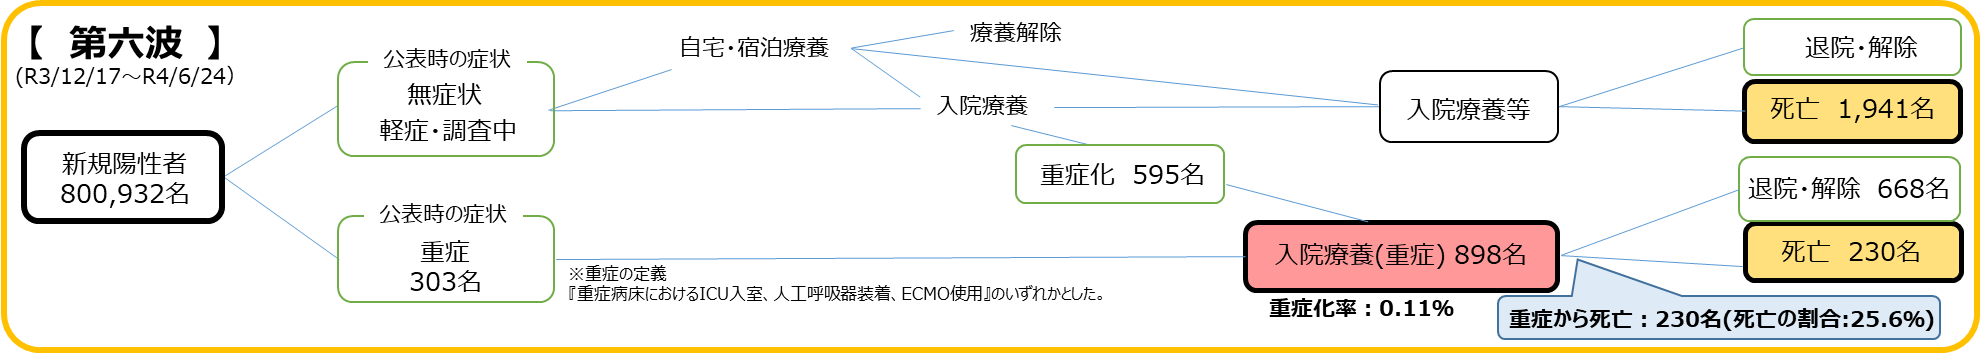 【 第六波 】
(R3/12/17～R4/6/24）
新規陽性者
800,932名
公表時の症状
無症状
軽症・調査中
公表時の症状
重症
303名
自宅・宿泊療養
療養解除
入院療養
重症化 595名
※重症の定義
『重症病床におけるICU入室、人工呼吸器装着、ECMO使用』のいずれかとした。
入院療養等
入院療養(重症) 898名
重症化率：0.11%
退院・解除
死亡 1,941名
退院・解除 668名
死亡 230名
重症から死亡：230名(死亡の割合:25.6%)